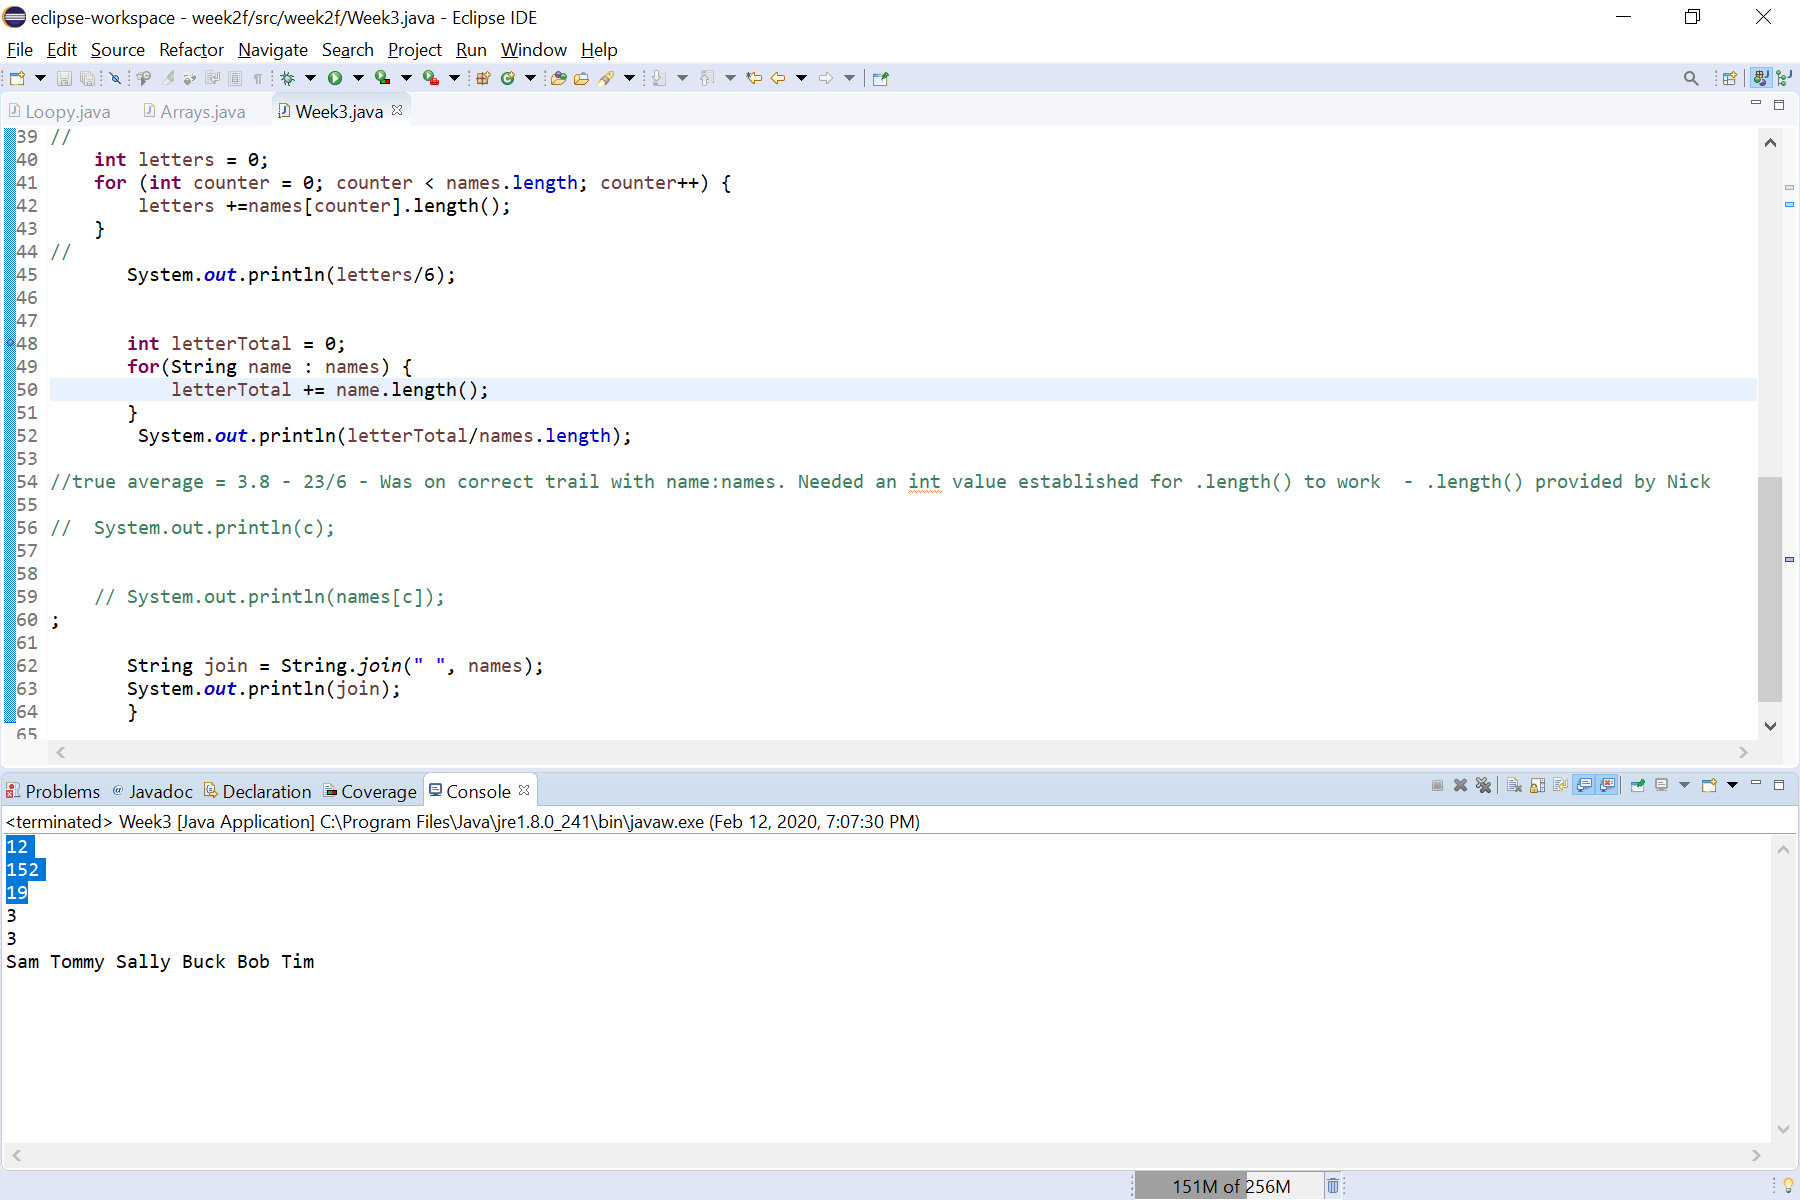 eclipse-workspace - week2f/src/week2f/Week3.java - Eclipse IDE
File Edit Source Refactor Navigate Search Project Run Window Help
Loopy.java Arrays.java Week3.java
39 //
40     int letters = 0;
41     for (int counter = 0; counter < names.length; counter++) {
42         letters +=names[counter].length();
43     }
44 //
45        System.out.println(letters/6);
46
47
48        int letterTotal = 0;
49        for(String name : names) {
50            letterTotal += name.length();
51        }
52         System.out.println(letterTotal/names.length);
53
54 //true average = 3.8 - 23/6 - Was on correct trail with name:names. Needed an int value established for .length() to work  - .length() provided by Nick
55
56 //  System.out.println(c);
57
58
59     // System.out.println(names[c]);
60 ;
61
62        String join = String.join(" ", names);
63        System.out.println(join);
64        }
65
Problems Javadoc Declaration Coverage Console
<terminated> Week3 [Java Application] C:\Program Files\Java\jre1.8.0_241\bin\javaw.exe (Feb 12, 2020, 7:07:30 PM)
12
152
19
3
3
Sam Tommy Sally Buck Bob Tim
151M of 256M